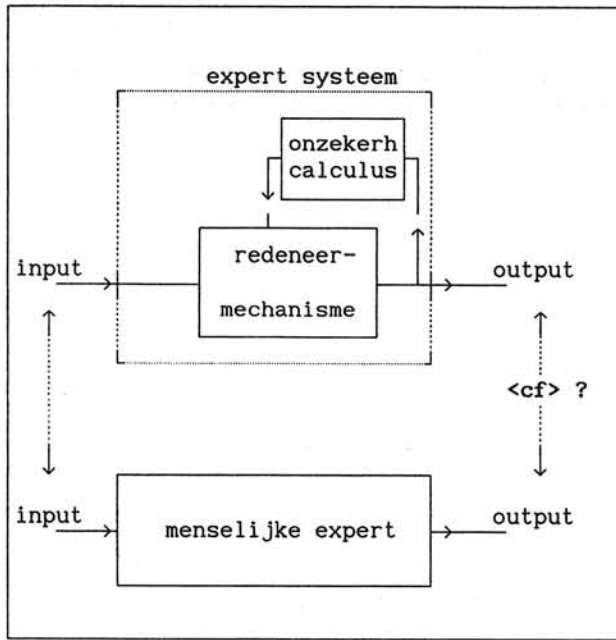 expert systeem
onzekerh
calculus
redeneer-
mechanisme
input
output
<cf> ?
input
menselijke expert
output